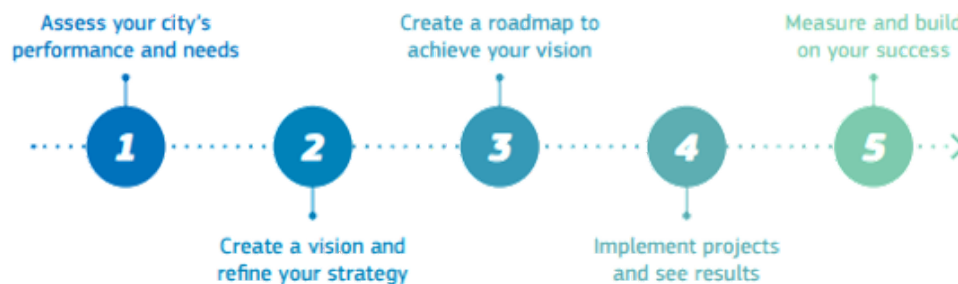 Assess your city's
performance and needs
1
2
Create a vision and
refine your strategy
Create a roadmap to
achieve your vision
3
4
Implement projects
and see results
Measure and build
on your success
5